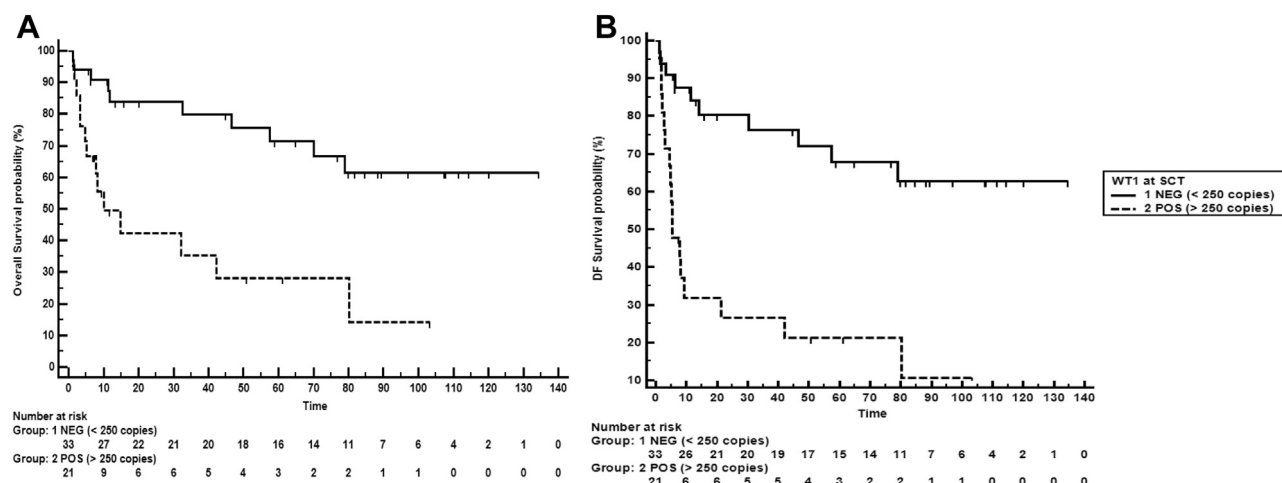 A
Overall Survival probability (%)
100
90
80
70
60
50
40
30
20
10
0
0 10 20 30 40 50 60 70 80 90 100 110 120 130 140
Time
Number at risk
Group: 1 NEG (< 250 copies)
33 27 22 21 20 18 16 14 11 7 6 4 2 1 0
Group: 2 POS (> 250 copies)
21 9 6 6 5 4 3 2 2 1 1 0 0 0 0
B
DF Survival probability (%)
100
90
80
70
60
50
40
30
20
10
0 10 20 30 40 50 60 70 80 90 100 110 120 130 140
Time
Number at risk
Group: 1 NEG (< 250 copies)
33 26 21 20 19 17 15 14 11 7 6 4 2 1 0
Group: 2 POS (> 250 copies)
21 6 6 5 5 4 3 2 2 1 1 0 0 0 0
WT1 at SCT
1 NEG (< 250 copies)
2 POS (> 250 copies)